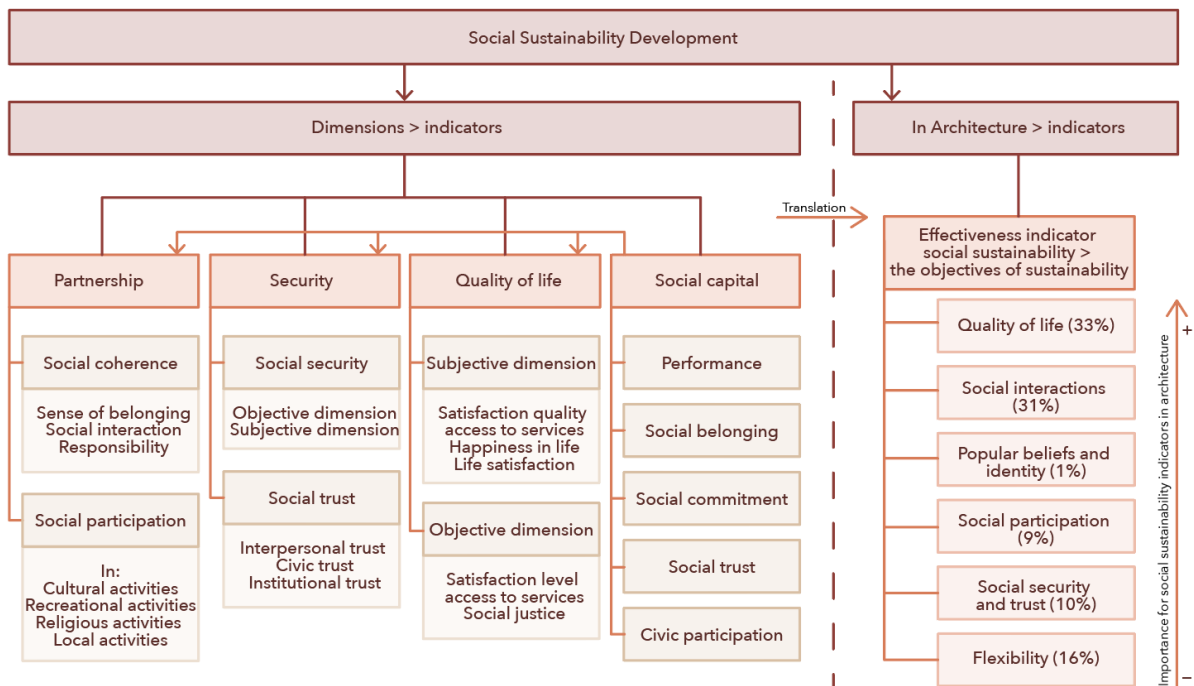 Social Sustainability Development
Dimensions > indicators
In Architecture > indicators
Translation
Partnership
Social coherence
Sense of belonging
Social interaction
Responsibility
Social participation
In:
Cultural activities
Recreational activities
Religious activities
Local activities
Security
Social security
Objective dimension
Subjective dimension
Social trust
Interpersonal trust
Civic trust
Institutional trust
Quality of life
Subjective dimension
Satisfaction quality
access to services
Happiness in life
Life satisfaction
Objective dimension
Satisfaction level
access to services
Social justice
Social capital
Performance
Social belonging
Social commitment
Social trust
Civic participation
Effectiveness indicator
social sustainability >
the objectives of sustainability
Quality of life (33%)
Social interactions
(31%)
Popular beliefs and
identity (1%)
Social participation
(9%)
Social security
and trust (10%)
Flexibility (16%)
Importance for social sustainability indicators in architecture
+
−